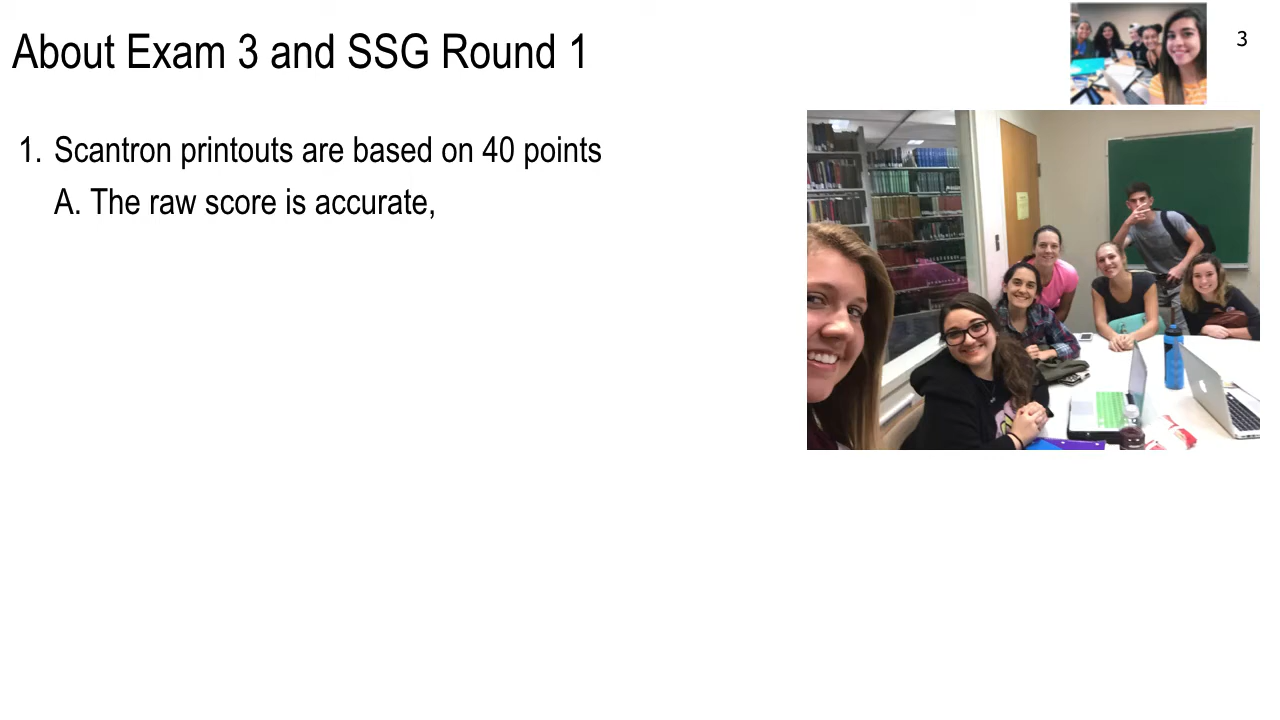 About Exam 3 and SSG Round 1
3
1. Scantron printouts are based on 40 points
A. The raw score is accurate,